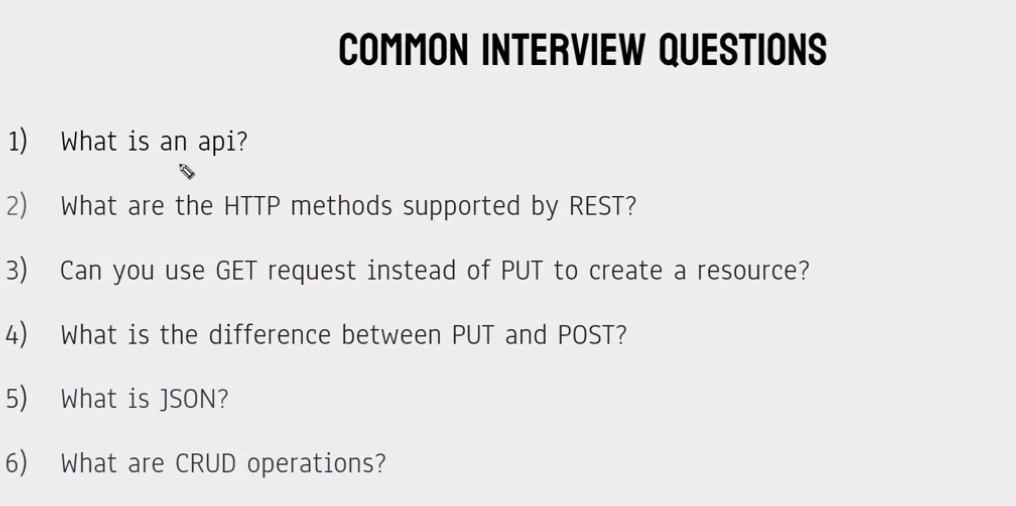 COMMON INTERVIEW QUESTIONS
1) What is an api?
2) What are the HTTP methods supported by REST?
3) Can you use GET request instead of PUT to create a resource?
4) What is the difference between PUT and POST?
5) What is JSON?
6) What are CRUD operations?